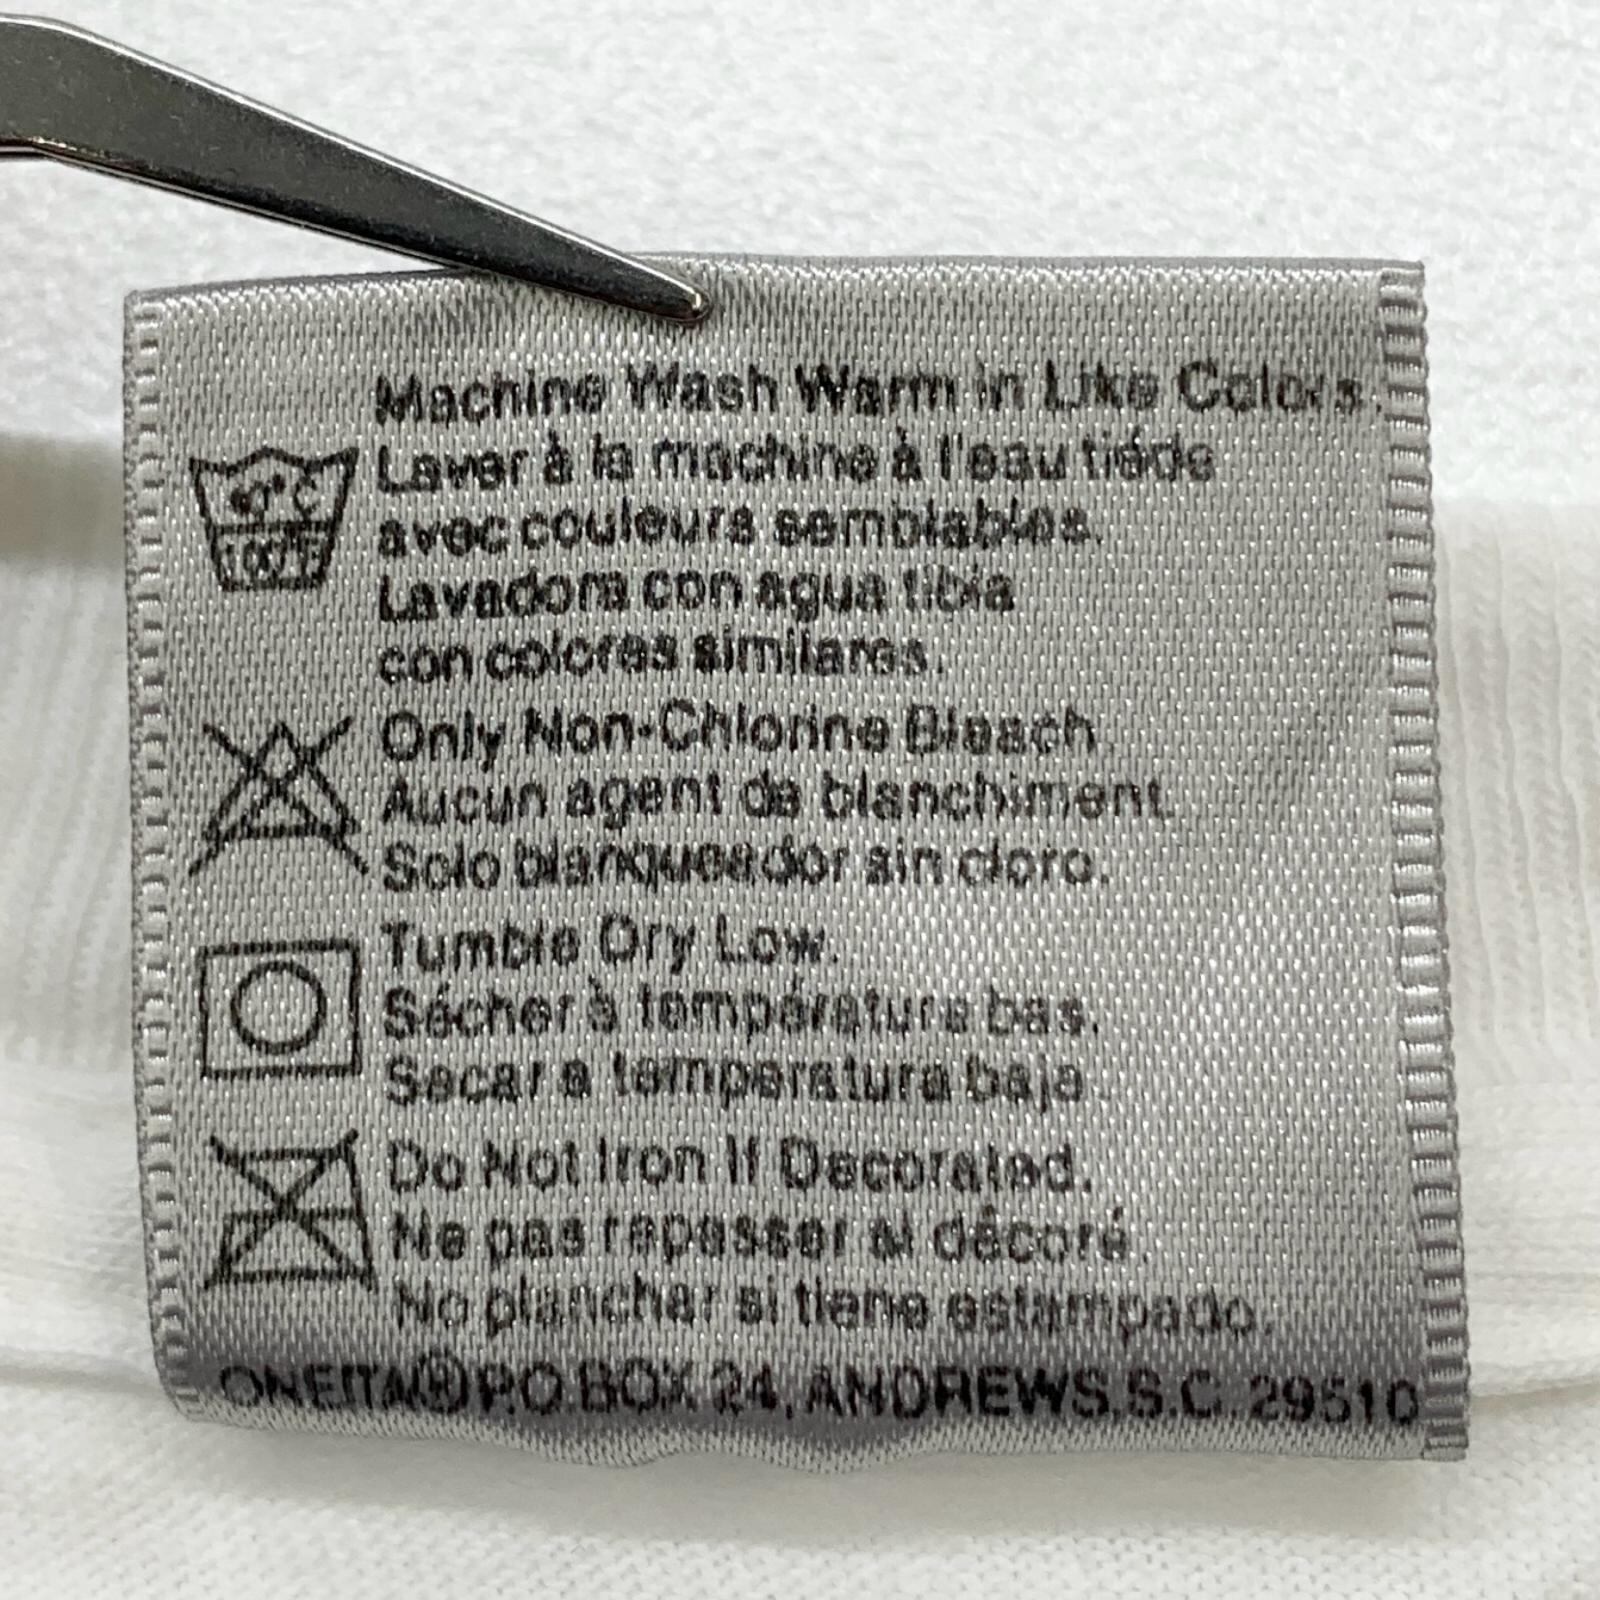 Machine Wash Warm in Like Colors.
40°C
100°F
Laver à la machine à l'eau tiéde
avec couleurs semblables.
Lavadora con agua tibia
con colores similares.
Only Non-Chlorine Bleach.
Aucun agent de blanchiment.
Solo blanqueador sin cloro.
Tumble Dry Low.
Sécher à température bas.
Secar a temperatura baja.
Do Not Iron If Decorated.
Ne pas repasser si décoré.
No planchar si tiene estampado.
ONEITA® P.O.BOX 24, ANDREWS.S.C. 29510